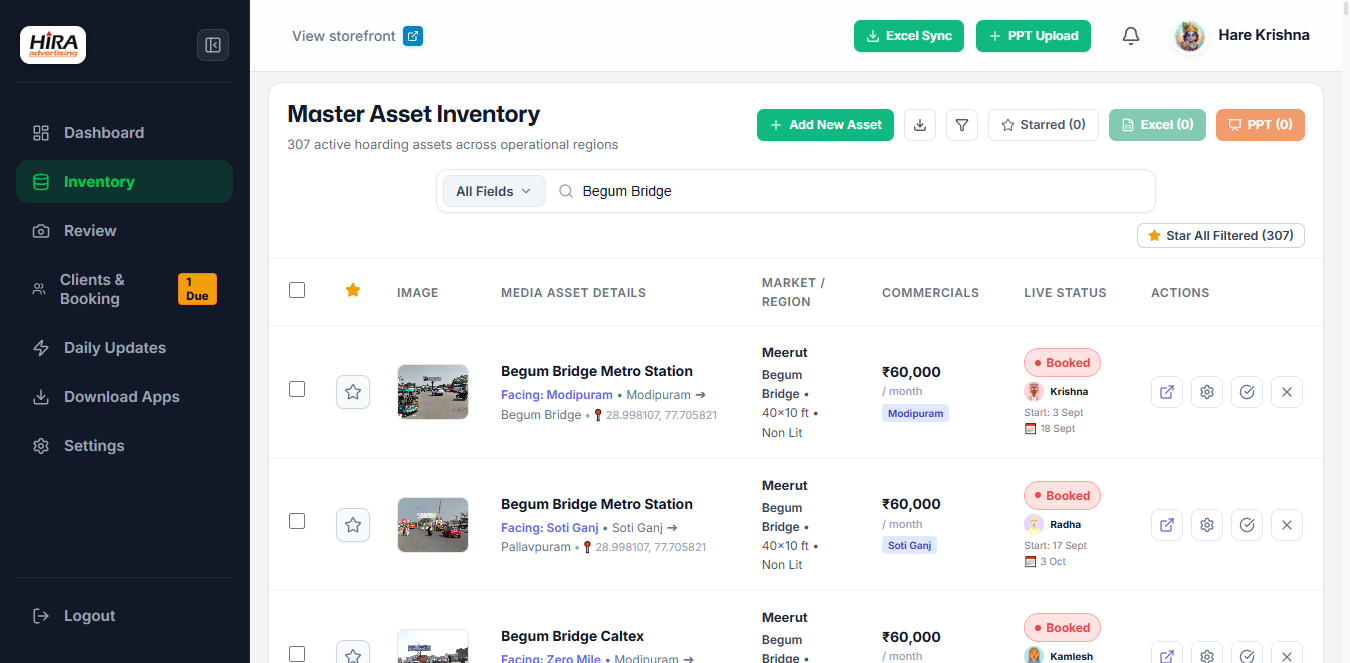 HiRA
advertising
View storefront
Excel Sync
PPT Upload
Hare Krishna
Dashboard
Inventory
Review
Clients &
Booking
1
Due
Daily Updates
Download Apps
Settings
Logout
Master Asset Inventory
307 active hoarding assets across operational regions
Add New Asset
Starred (0)
Excel (0)
PPT (0)
All Fields
Begum Bridge
Star All Filtered (307)
IMAGE
MEDIA ASSET DETAILS
MARKET /
REGION
COMMERCIALS
LIVE STATUS
ACTIONS
Begum Bridge Metro Station
Facing: Modipuram • Modipuram →
Begum Bridge • 📍 28.998107, 77.705821
Meerut
Begum
Bridge •
40×10 ft •
Non Lit
₹60,000
/ month
Modipuram
Booked
Krishna
Start: 3 Sept
18 Sept
Begum Bridge Metro Station
Facing: Soti Ganj • Soti Ganj →
Pallavpuram • 📍 28.998107, 77.705821
Meerut
Begum
Bridge •
40×10 ft •
Non Lit
₹60,000
/ month
Soti Ganj
Booked
Radha
Start: 17 Sept
3 Oct
Begum Bridge Caltex
Facing: Zero Mile • Modipuram →
Meerut
Begum
Bridge •
₹60,000
/ month
Booked
Kamlesh